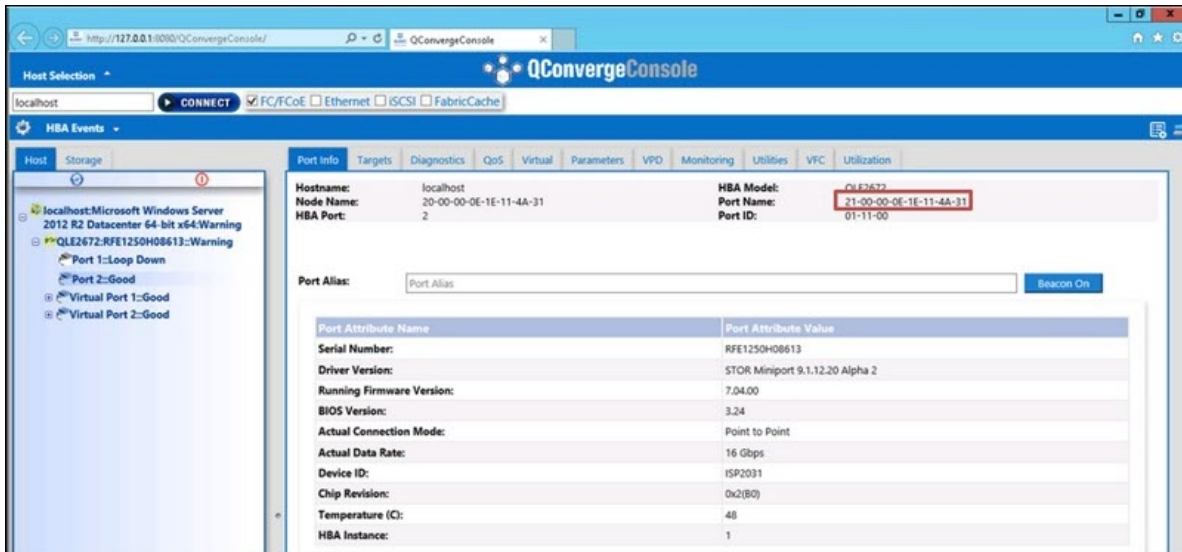 http://127.0.0.1:8080/QConvergeConsole/
QConvergeConsole
QConvergeConsole
Host Selection
localhost CONNECT FC/FCoE Ethernet iSCSI FabricCache
HBA Events
Host Storage
Port Info Targets Diagnostics QoS Virtual Parameters VPD Monitoring Utilities VFC Utilization
localhost:Microsoft Windows Server
2012 R2 Datacenter 64-bit x64:Warning
QLE2672:RFE1250H08613::Warning
Port 1::Loop Down
Port 2::Good
Virtual Port 1::Good
Virtual Port 2::Good
Hostname: localhost HBA Model: QLE2672
Node Name: 20-00-00-0E-1E-11-4A-31 Port Name: 21-00-00-0E-1E-11-4A-31
HBA Port: 2 Port ID: 01-11-00
Port Alias: Port Alias Beacon On
Port Attribute Name Port Attribute Value
Serial Number: RFE1250H08613
Driver Version: STOR Miniport 9.1.12.20 Alpha 2
Running Firmware Version: 7.04.00
BIOS Version: 3.24
Actual Connection Mode: Point to Point
Actual Data Rate: 16 Gbps
Device ID: ISP2031
Chip Revision: 0x2(B0)
Temperature (C): 48
HBA Instance: 1